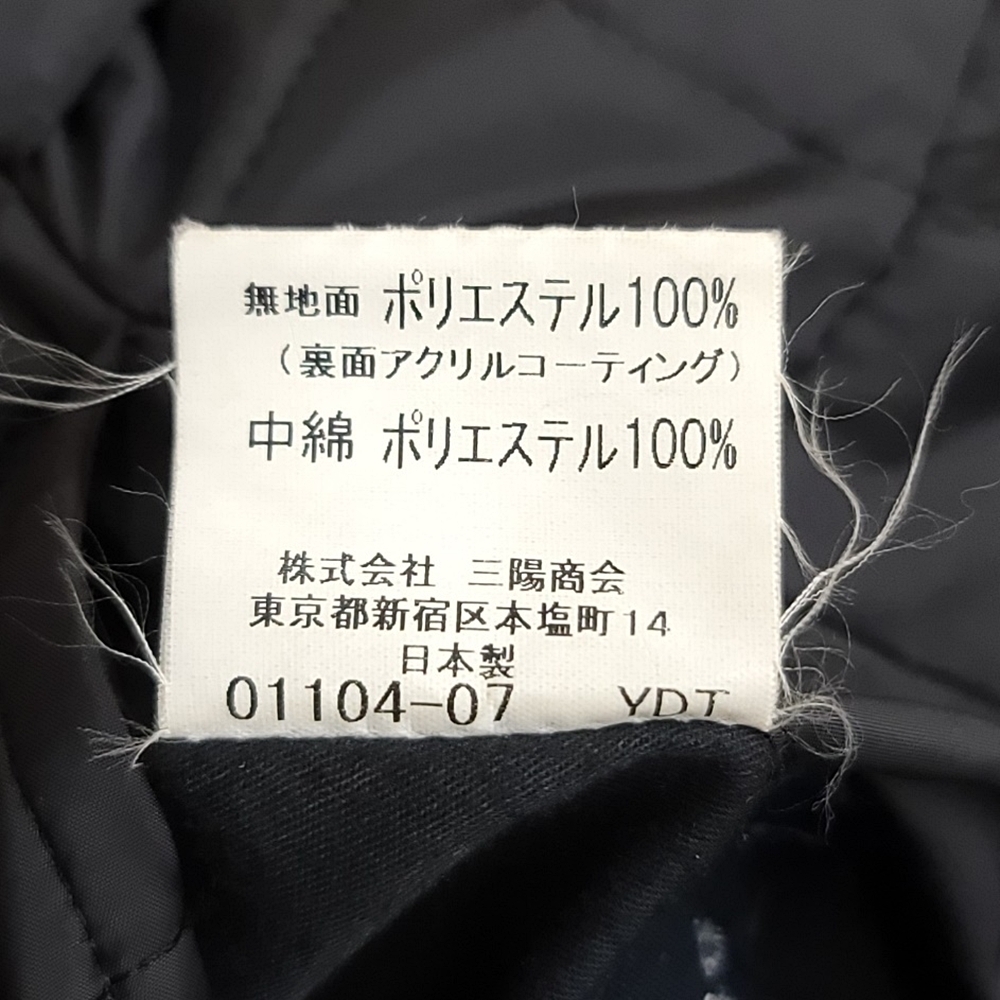 無地面 ポリエステル100%
(裏面アクリルコーティング)
中綿 ポリエステル100%
株式会社 三陽商会
東京都新宿区本塩町14
日本製
01104-07 YDT